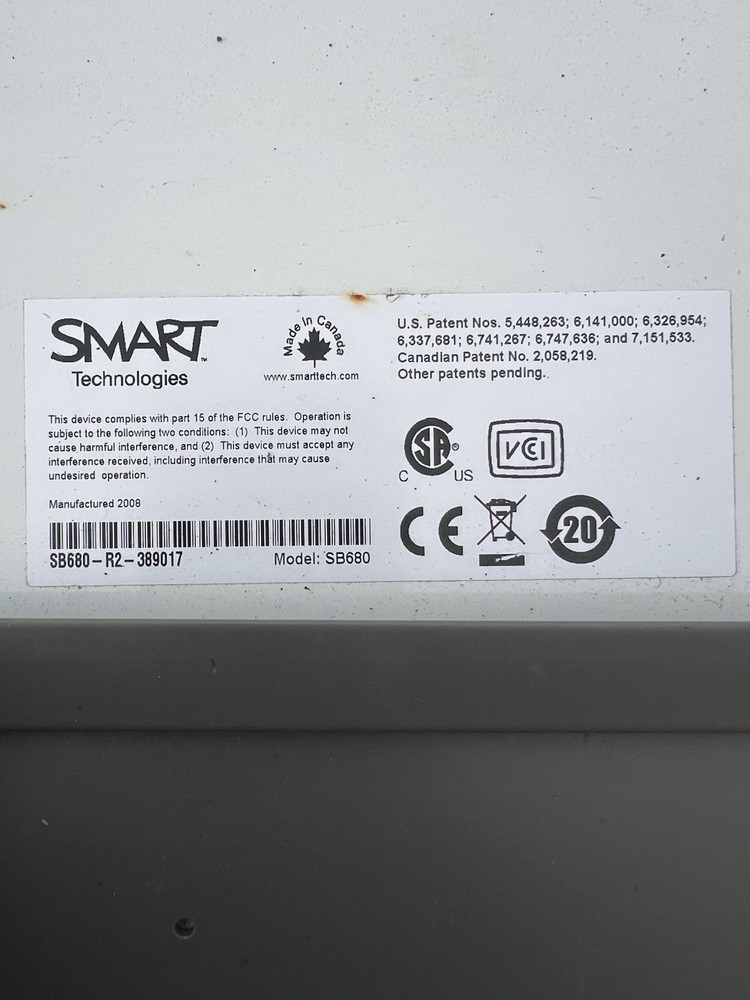 SMART™
Technologies
Made in Canada
www.smarttech.com
This device complies with part 15 of the FCC rules. Operation is
subject to the following two conditions: (1) This device may not
cause harmful interference, and (2) This device must accept any
interference received, including interference that may cause
undesired operation.
Manufactured 2008
SB680-R2-389017 Model: SB680
U.S. Patent Nos. 5,448,263; 6,141,000; 6,326,954;
6,337,681; 6,741,267; 6,747,636; and 7,151,533.
Canadian Patent No. 2,058,219.
Other patents pending.
C SA® US
VCI
CE
20